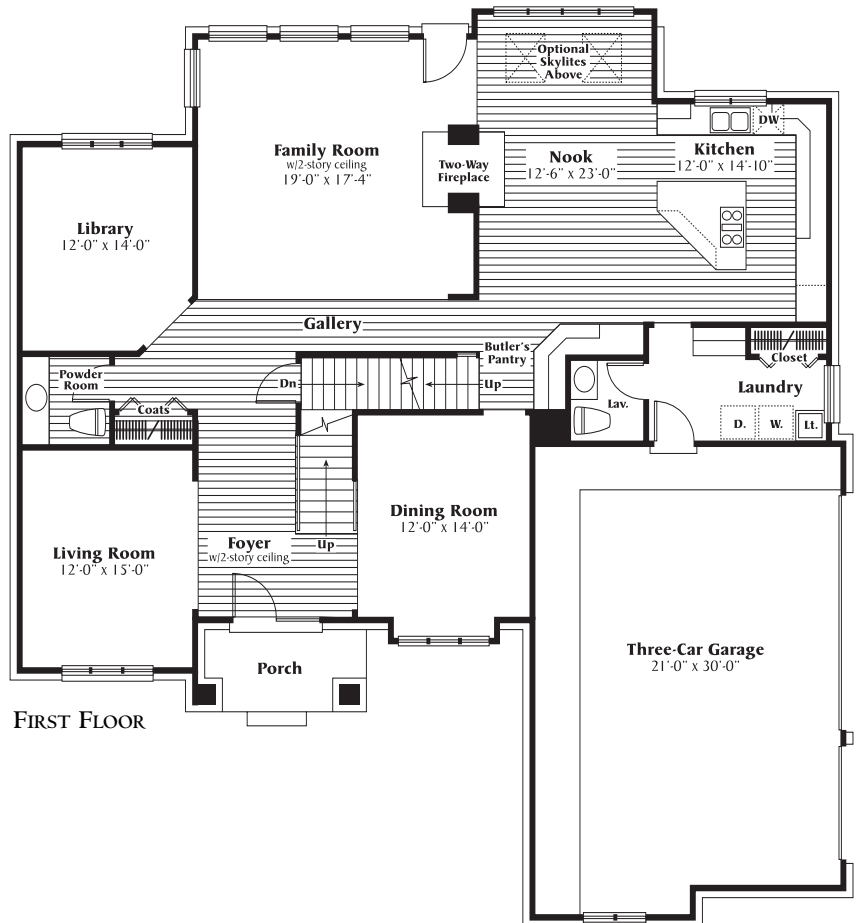 Optional
Skylites
Above
DW
Family Room
w/2-story ceiling
19'-0" x 17'-4"
Two-Way
Fireplace
Nook
12'-6" x 23'-0"
Kitchen
12'-0" x 14'-10"
Library
12'-0" x 14'-0"
Gallery
Butler's
Pantry
Closet
Powder
Room
Dn
Up
Laundry
Coats
Lav.
D.
W.
Lt.
Dining Room
12'-0" x 14'-0"
Living Room
12'-0" x 15'-0"
Foyer
w/2-story ceiling
Up
Three-Car Garage
21'-0" x 30'-0"
Porch
First Floor